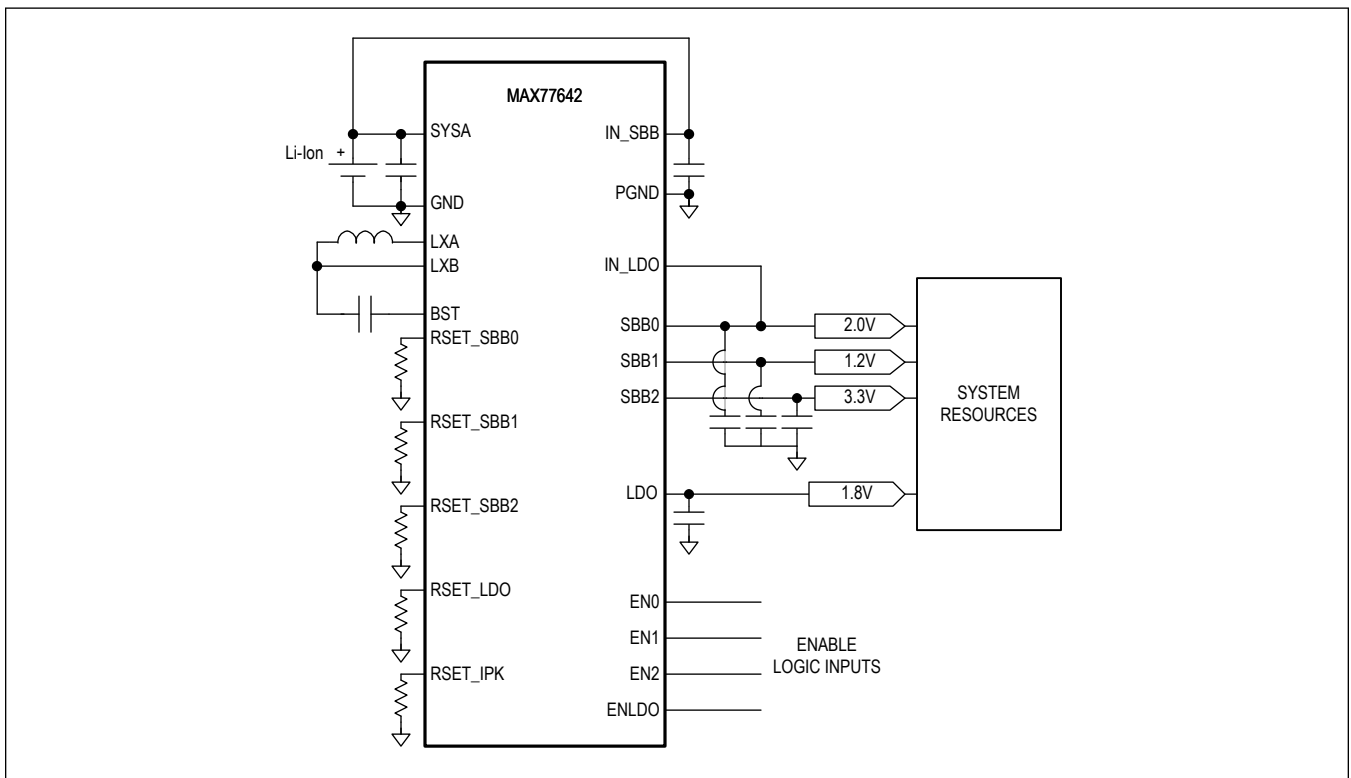 MAX77642
SYSA
IN_SBB
Li-Ion +
PGND
GND
LXA
LXB
IN_LDO
BST
SBB0
2.0V
RSET_SBB0
SBB1
1.2V
SBB2
3.3V
SYSTEM
RESOURCES
RSET_SBB1
LDO
1.8V
RSET_SBB2
RSET_LDO
EN0
EN1
ENABLE
LOGIC INPUTS
RSET_IPK
EN2
ENLDO